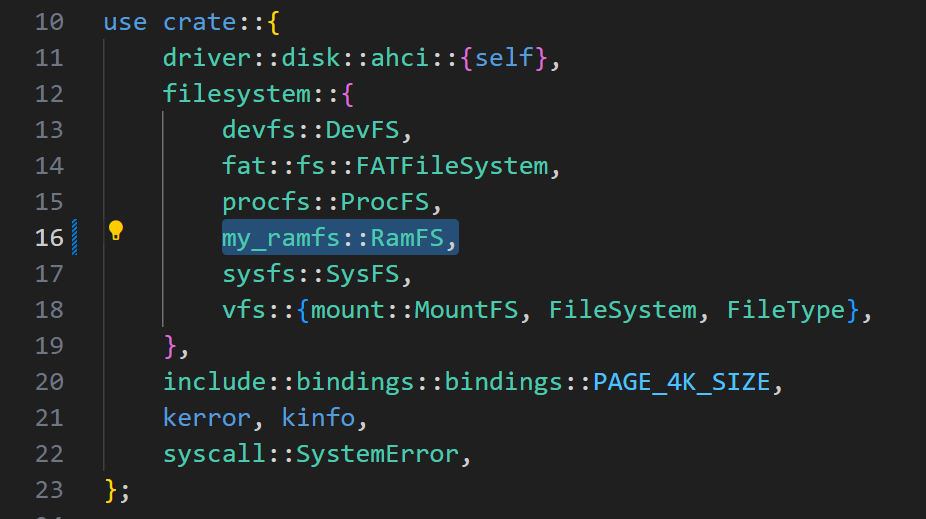 10 use crate::{
11 driver::disk::ahci::{self},
12 filesystem::{
13 devfs::DevFS,
14 fat::fs::FATFileSystem,
15 procfs::ProcFS,
16 my_ramfs::RamFS,
17 sysfs::SysFS,
18 vfs::{mount::MountFS, FileSystem, FileType},
19 },
20 include::bindings::bindings::PAGE_4K_SIZE,
21 kerror, kinfo,
22 syscall::SystemError,
23 };